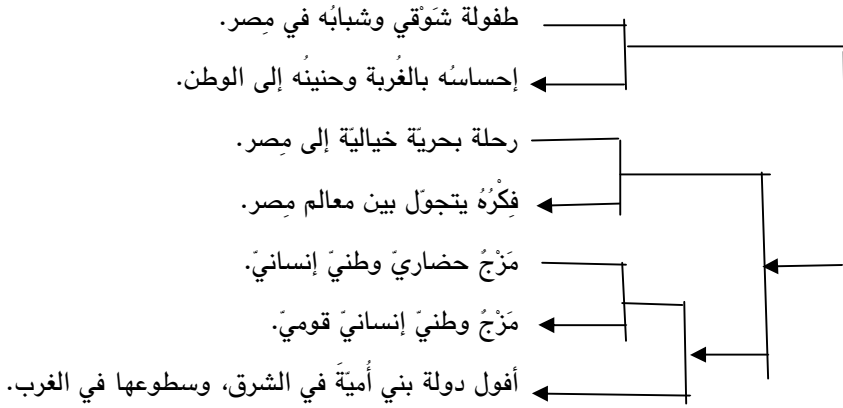 طفولة شَوْقي وشبابُه في مِصر.
إحساسُه بالغُربة وحنينُه إلى الوطن.
رحلة بحريّة خياليّة إلى مِصر.
فِكْرُهُ يتجوّل بين معالم مِصر.
مَزْجٌ حضاريّ وطنيّ إنسانيّ.
مَزْجٌ وطنيّ إنسانيّ قوميّ.
أفول دولة بني أُميّةَ في الشرق، وسطوعها في الغرب.